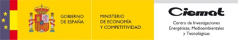 GOBIERNO
DE ESPAÑA
MINISTERIO
DE ECONOMÍA
Y COMPETITIVIDAD
Ciemat
Centro de Investigaciones
Energéticas, Medioambientales
y Tecnológicas